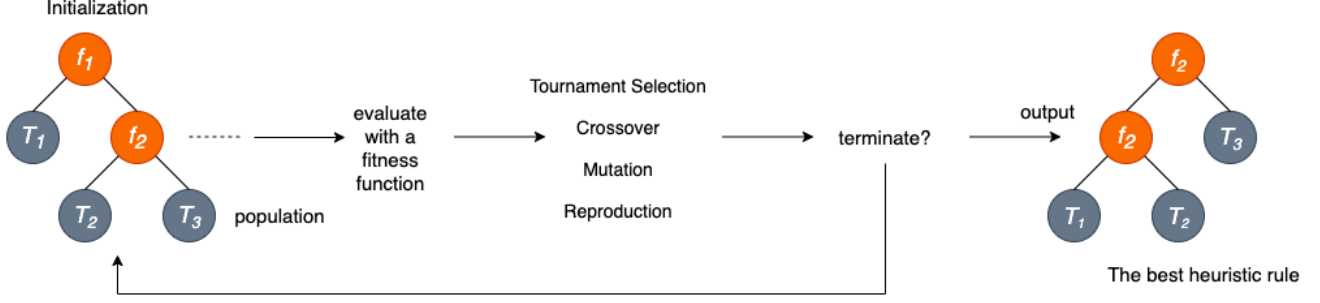 Initialization
f1
T1
f2
T2
T3
population
evaluate
with a
fitness
function
Tournament Selection
Crossover
Mutation
Reproduction
terminate?
output
f2
f2
T3
T1
T2
The best heuristic rule